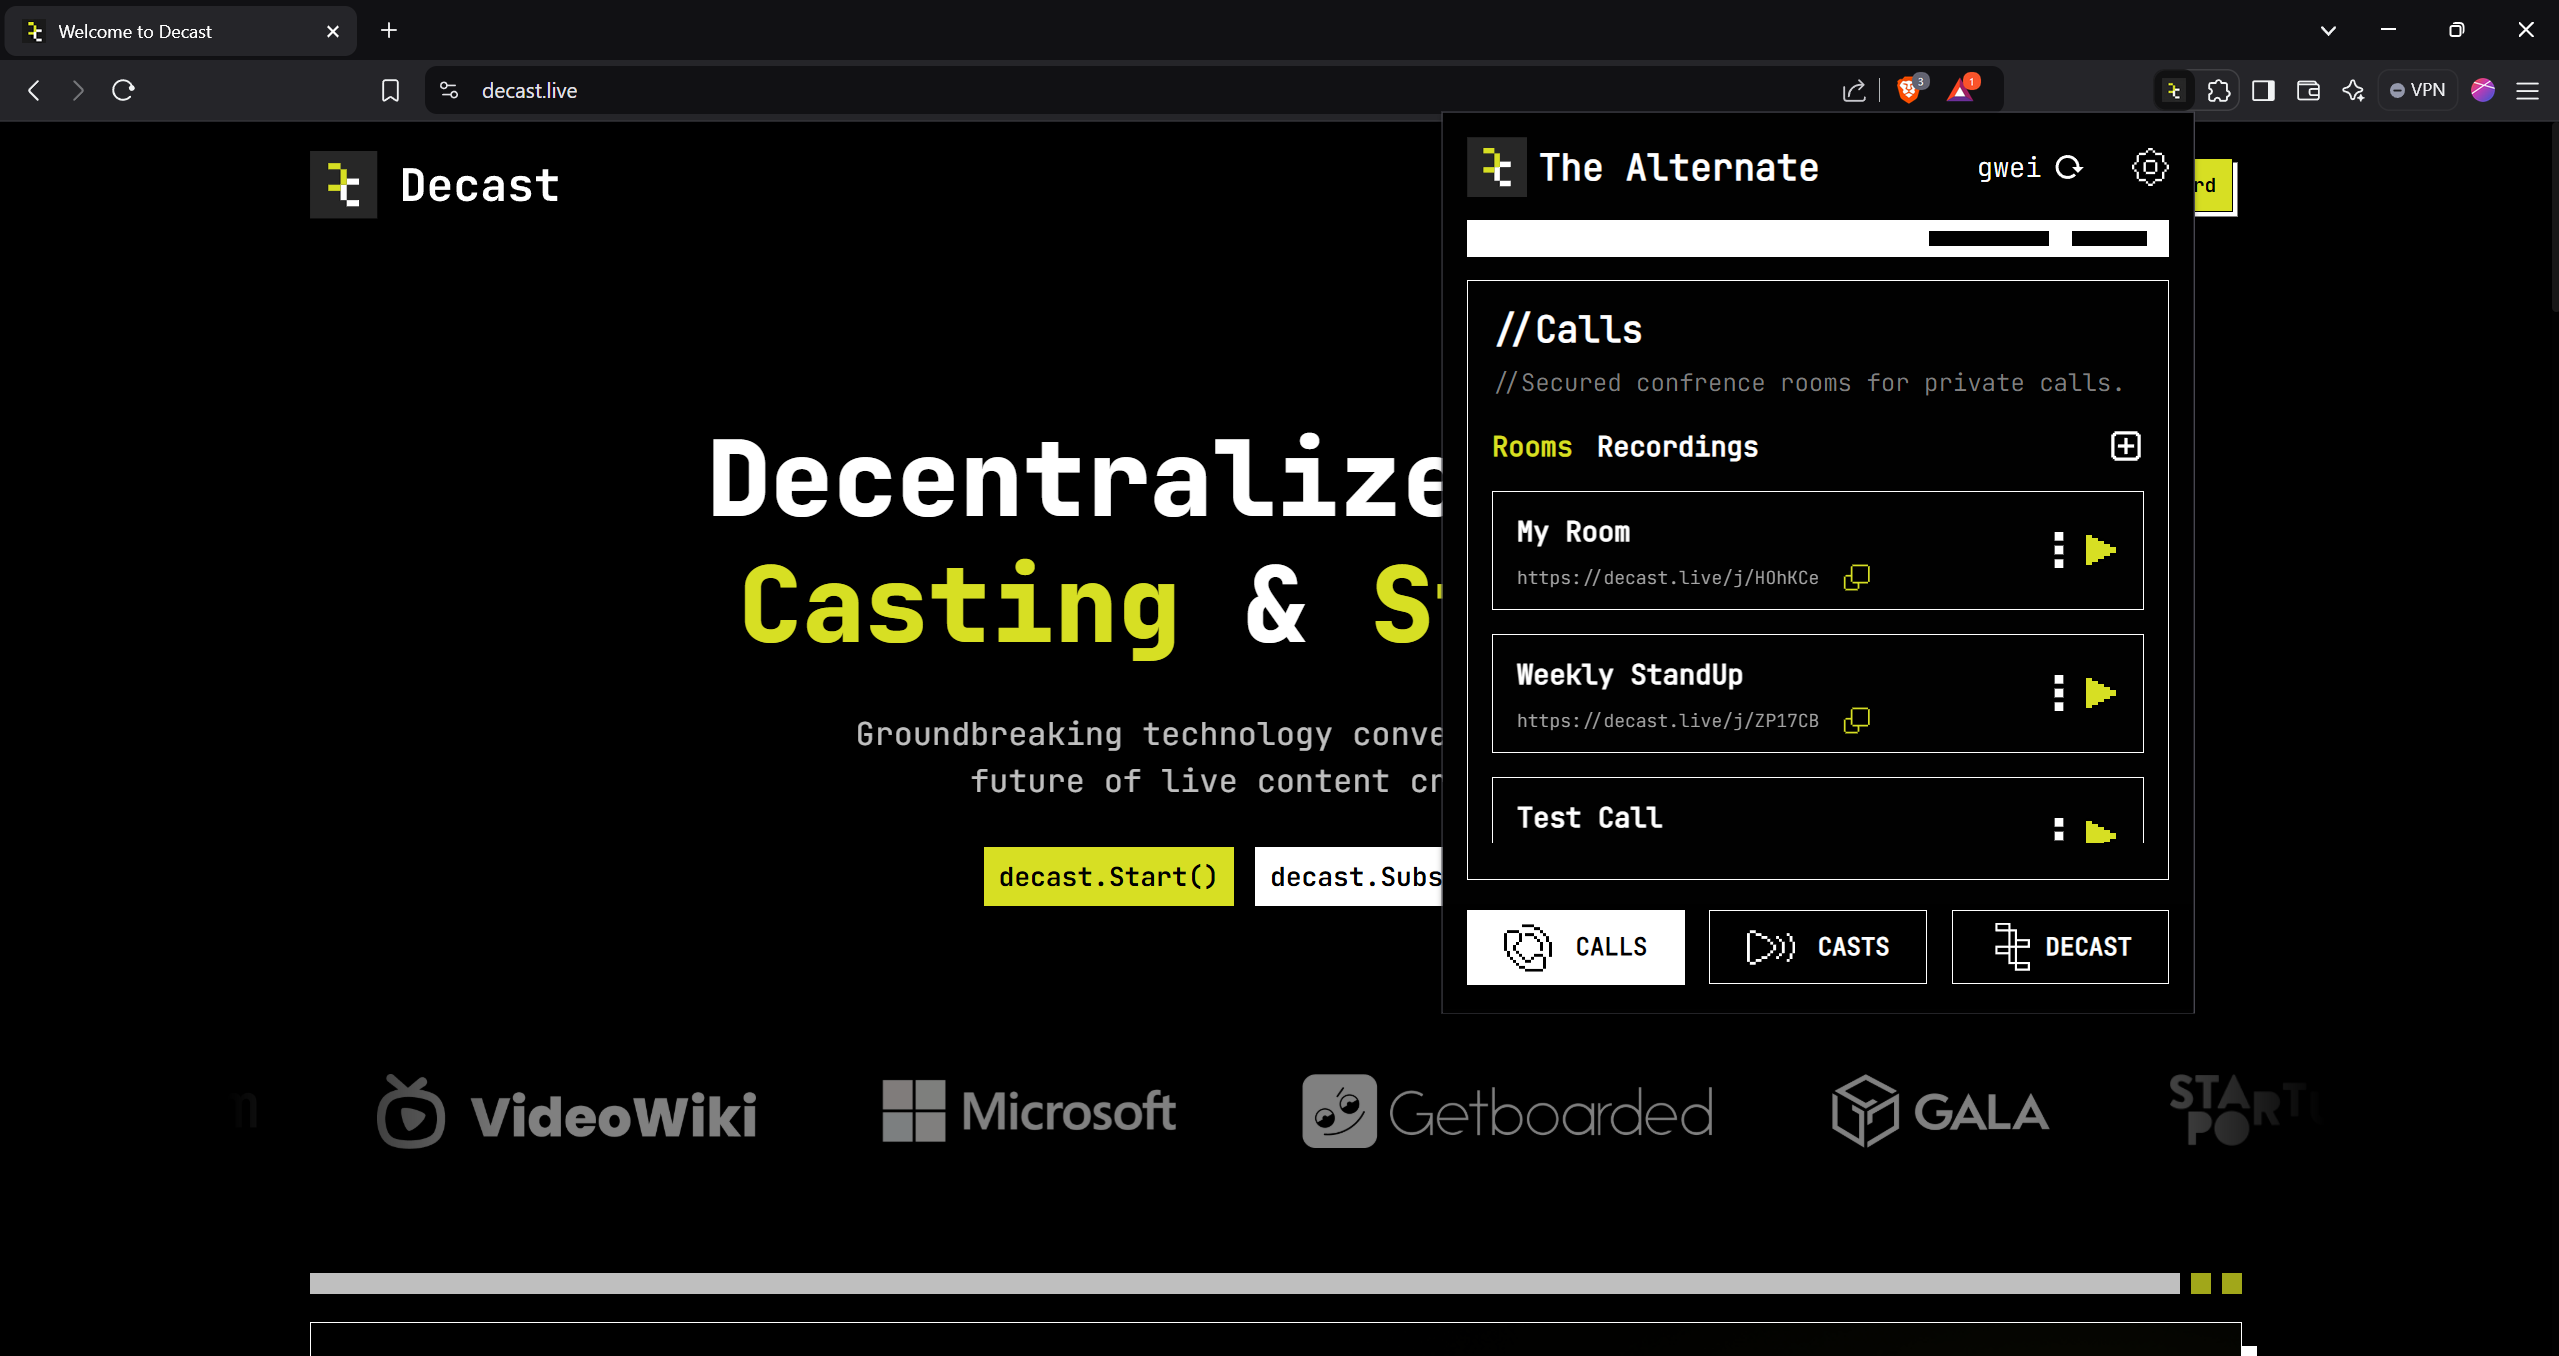 Welcome to Decast
decast.live
3
1
VPN
Decast
The Alternate
gwei
rd
//Calls
//Secured confrence rooms for private calls.
Rooms Recordings
My Room
https://decast.live/j/HOhKCe
Weekly StandUp
https://decast.live/j/ZP17CB
Test Call
CALLS
CASTS
DECAST
Decentralize
Casting & S
Groundbreaking technology conve
future of live content cr
decast.Start()
decast.Subs
VideoWiki
Microsoft
Getboarded
GALA